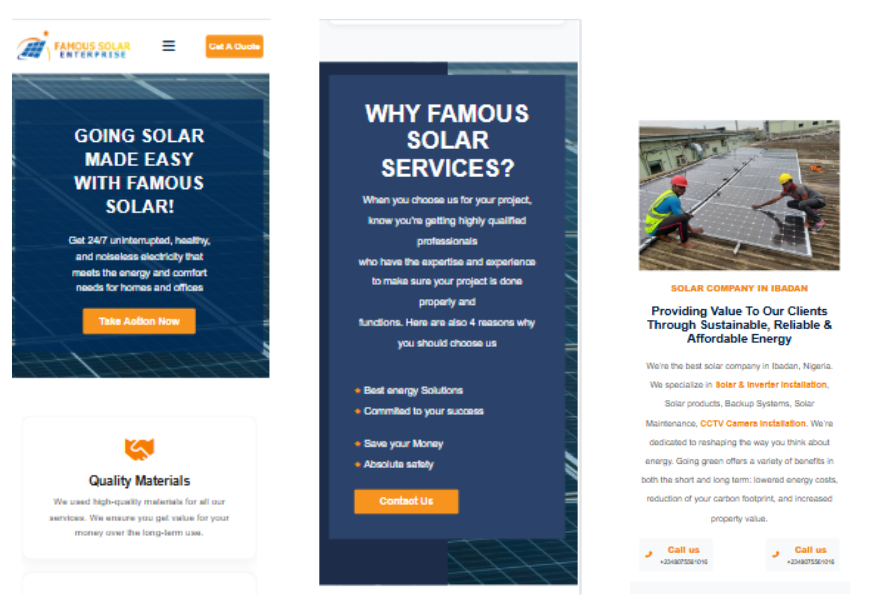 FAMOUS SOLAR
ENTERPRISE
Get A Quote
GOING SOLAR
MADE EASY
WITH FAMOUS
SOLAR!
Get 24/7 uninterrupted, healthy,
and noiseless electricity that
meets the energy and comfort
needs for homes and offices
Take Action Now
Quality Materials
We used high-quality materials for all our
services. We ensure you get value for your
money over the long-term use.
WHY FAMOUS
SOLAR
SERVICES?
When you choose us for your project,
know you're getting highly qualified
professionals
who have the expertise and experience
to make sure your project is done
properly and
functions. Here are also 4 reasons why
you should choose us
Best energy Solutions
Commited to your success
Save your Money
Absolute safety
Contact Us
SOLAR COMPANY IN IBADAN
Providing Value To Our Clients
Through Sustainable, Reliable &
Affordable Energy
We're the best solar company in Ibadan, Nigeria.
We specialize in Solar & Inverter Installation,
Solar products, Backup Systems, Solar
Maintenance, CCTV Camera Installation. We're
dedicated to reshaping the way you think about
energy. Going green offers a variety of benefits in
both the short and long term: lowered energy costs,
reduction of your carbon footprint, and increased
property value.
Call us
Call us